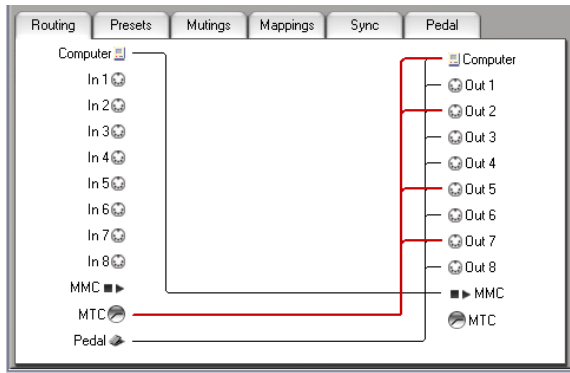 Routing Presets Mutings Mappings Sync Pedal
Computer
In 1
In 2
In 3
In 4
In 5
In 6
In 7
In 8
MMC
MTC
Pedal
Computer
Out 1
Out 2
Out 3
Out 4
Out 5
Out 6
Out 7
Out 8
MMC
MTC